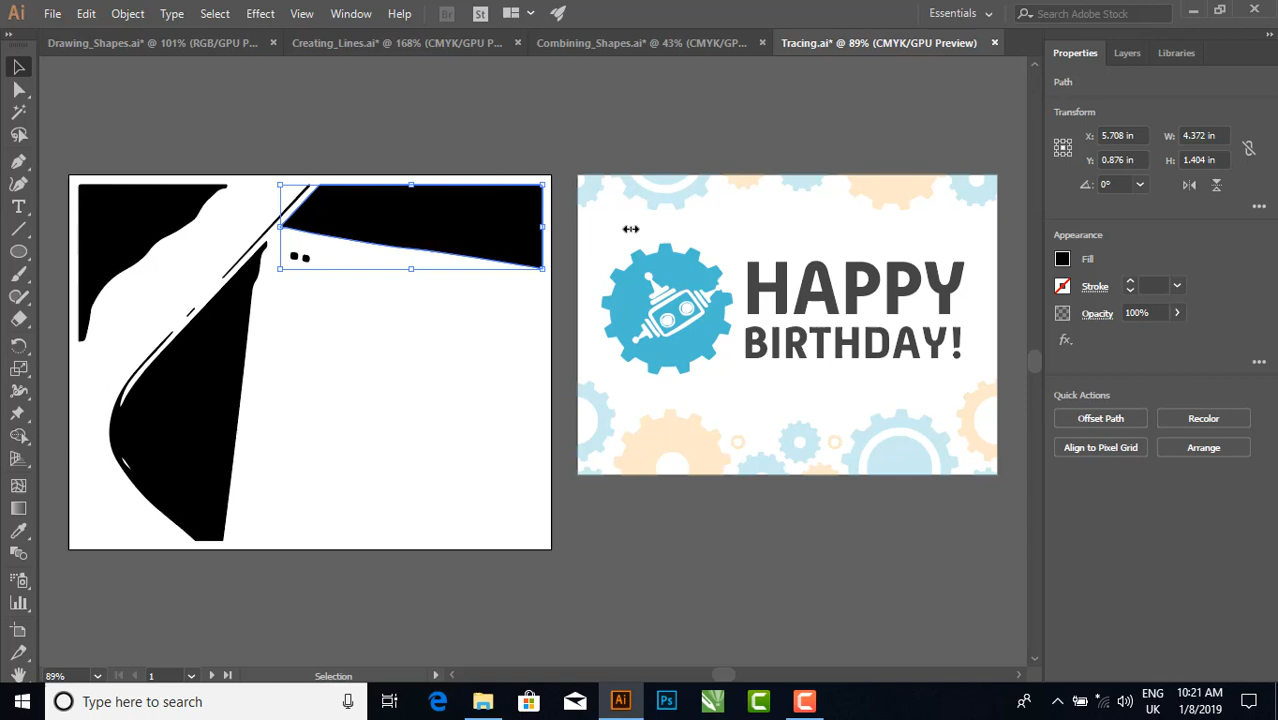 Ai File Edit Object Type Select Effect View Window Help Br St Essentials Search Adobe Stock
Drawing_Shapes.ai* @ 101% (RGB/GPU P... Creating_Lines.ai* @ 168% (CMYK/GPU P... Combining_Shapes.ai* @ 43% (CMYK/GP... Tracing.ai* @ 89% (CMYK/GPU Preview)
Properties Layers Libraries
Path
Transform
X: 5.708 in W: 4.372 in
Y: 0.876 in H: 1.404 in
0°
Appearance
Fill
Stroke
Opacity 100%
fx.
Quick Actions
Offset Path Recolor
Align to Pixel Grid Arrange
HAPPY
BIRTHDAY!
89% 1 Selection
Type here to search Ai Ps C C ENG UK 10:21 AM 1/8/2019